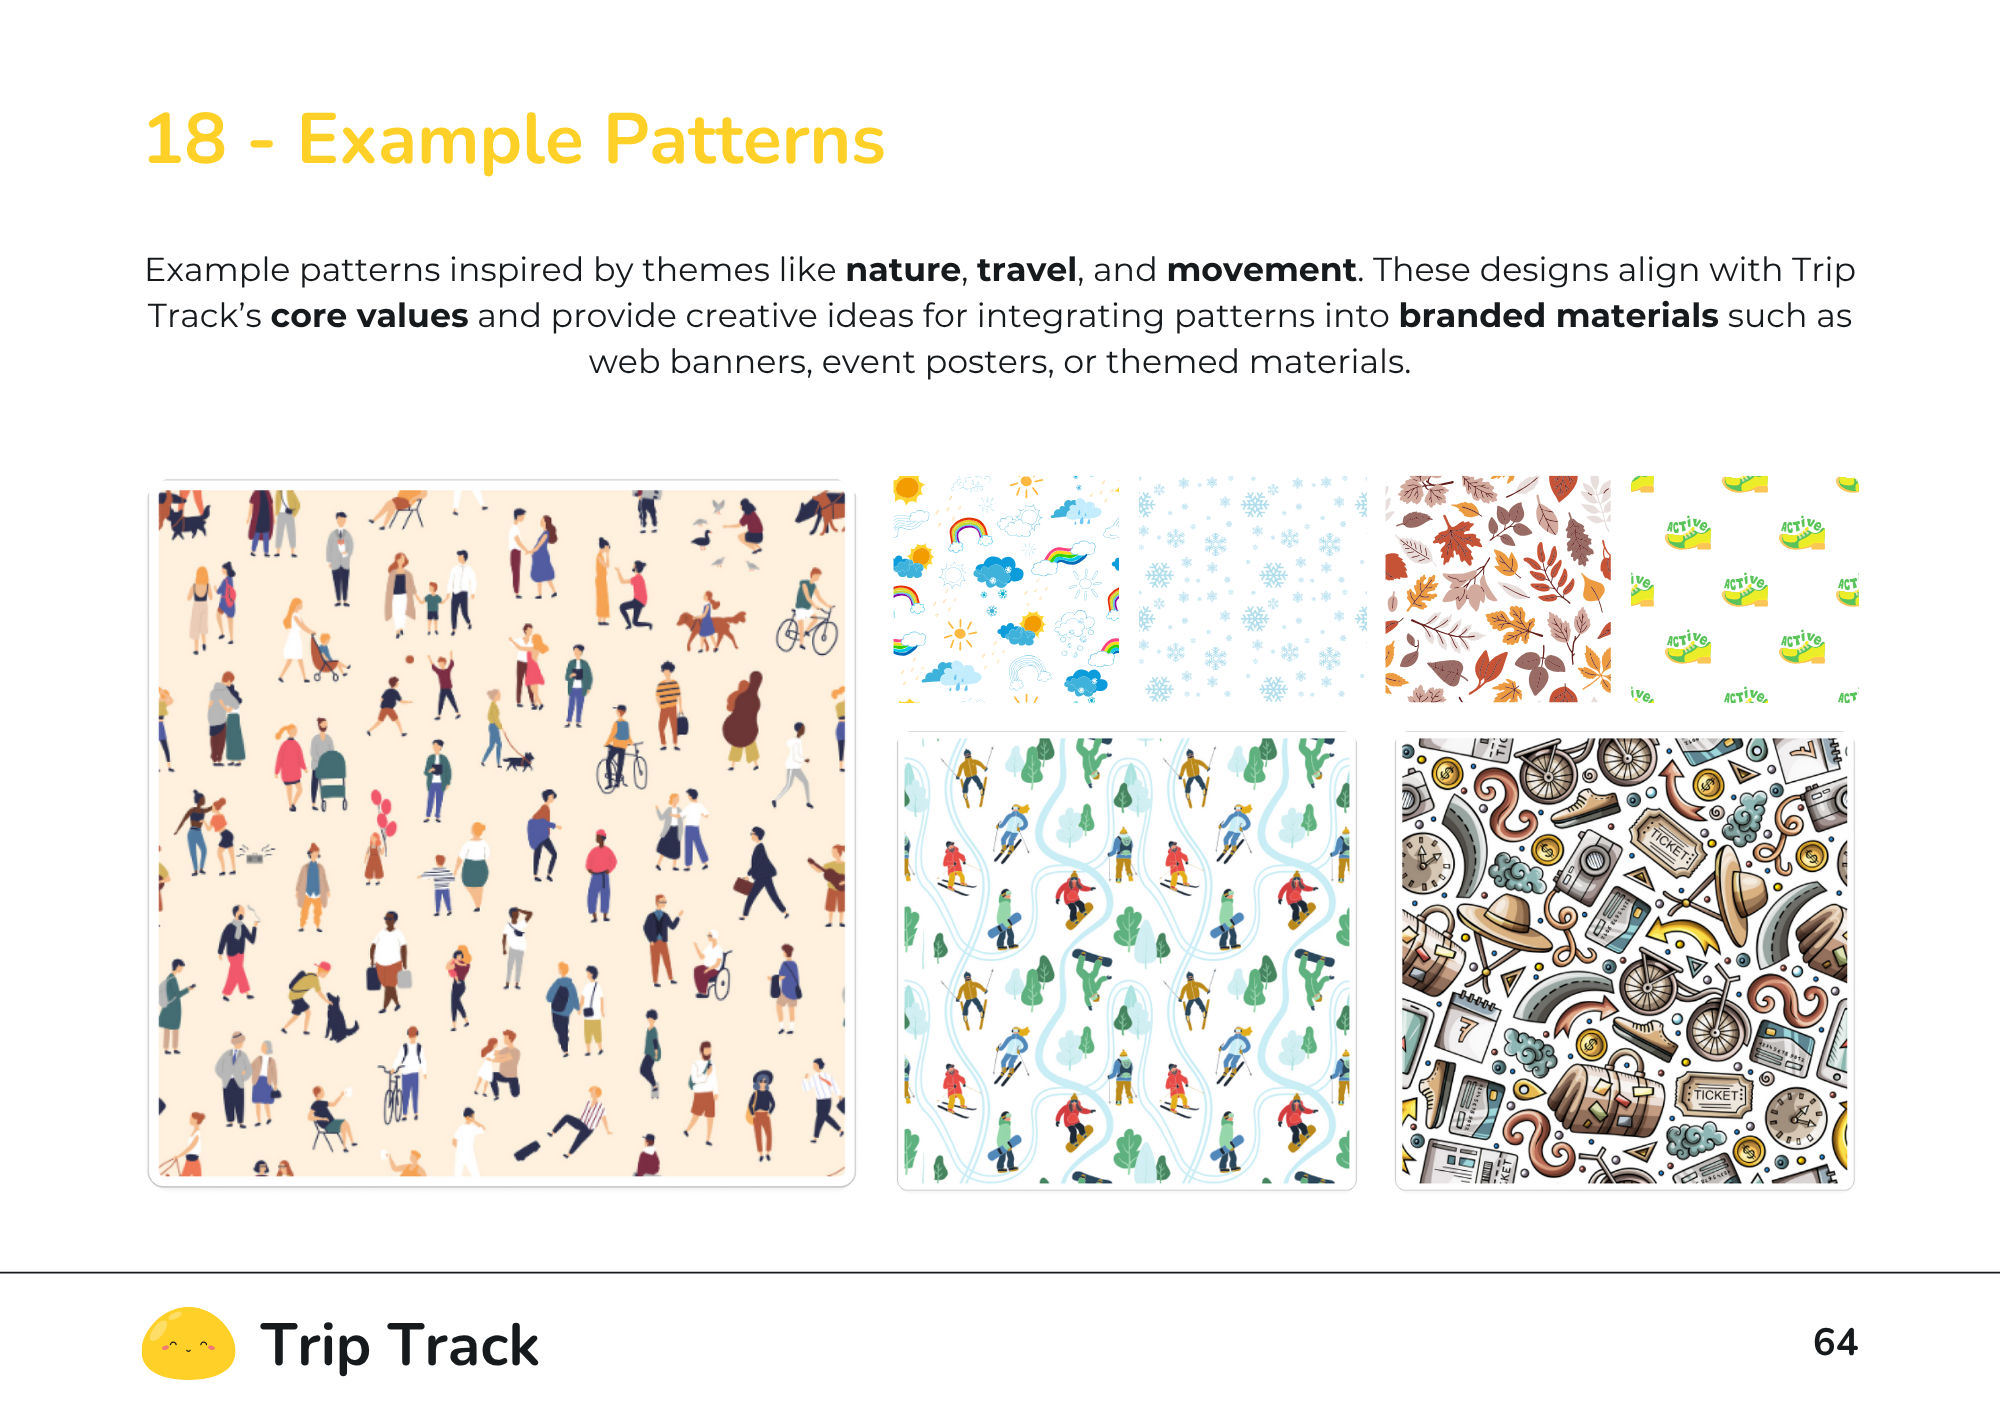 18 - Example Patterns
Example patterns inspired by themes like nature, travel, and movement. These designs align with Trip
Track’s core values and provide creative ideas for integrating patterns into branded materials such as
web banners, event posters, or themed materials.
ACTive
ACTive
ACTive
ACTive
ACTive
TICKET
7
TICKET
Trip Track
64